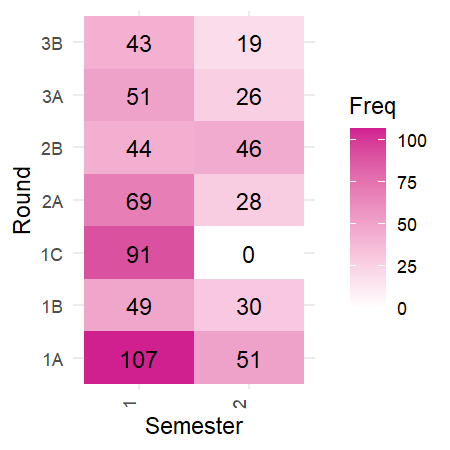 3B 43 19
3A 51 26
2B 44 46
2A 69 28
1C 91 0
1B 49 30
1A 107 51
1 2
Semester
Round
Freq
100
75
50
25
0